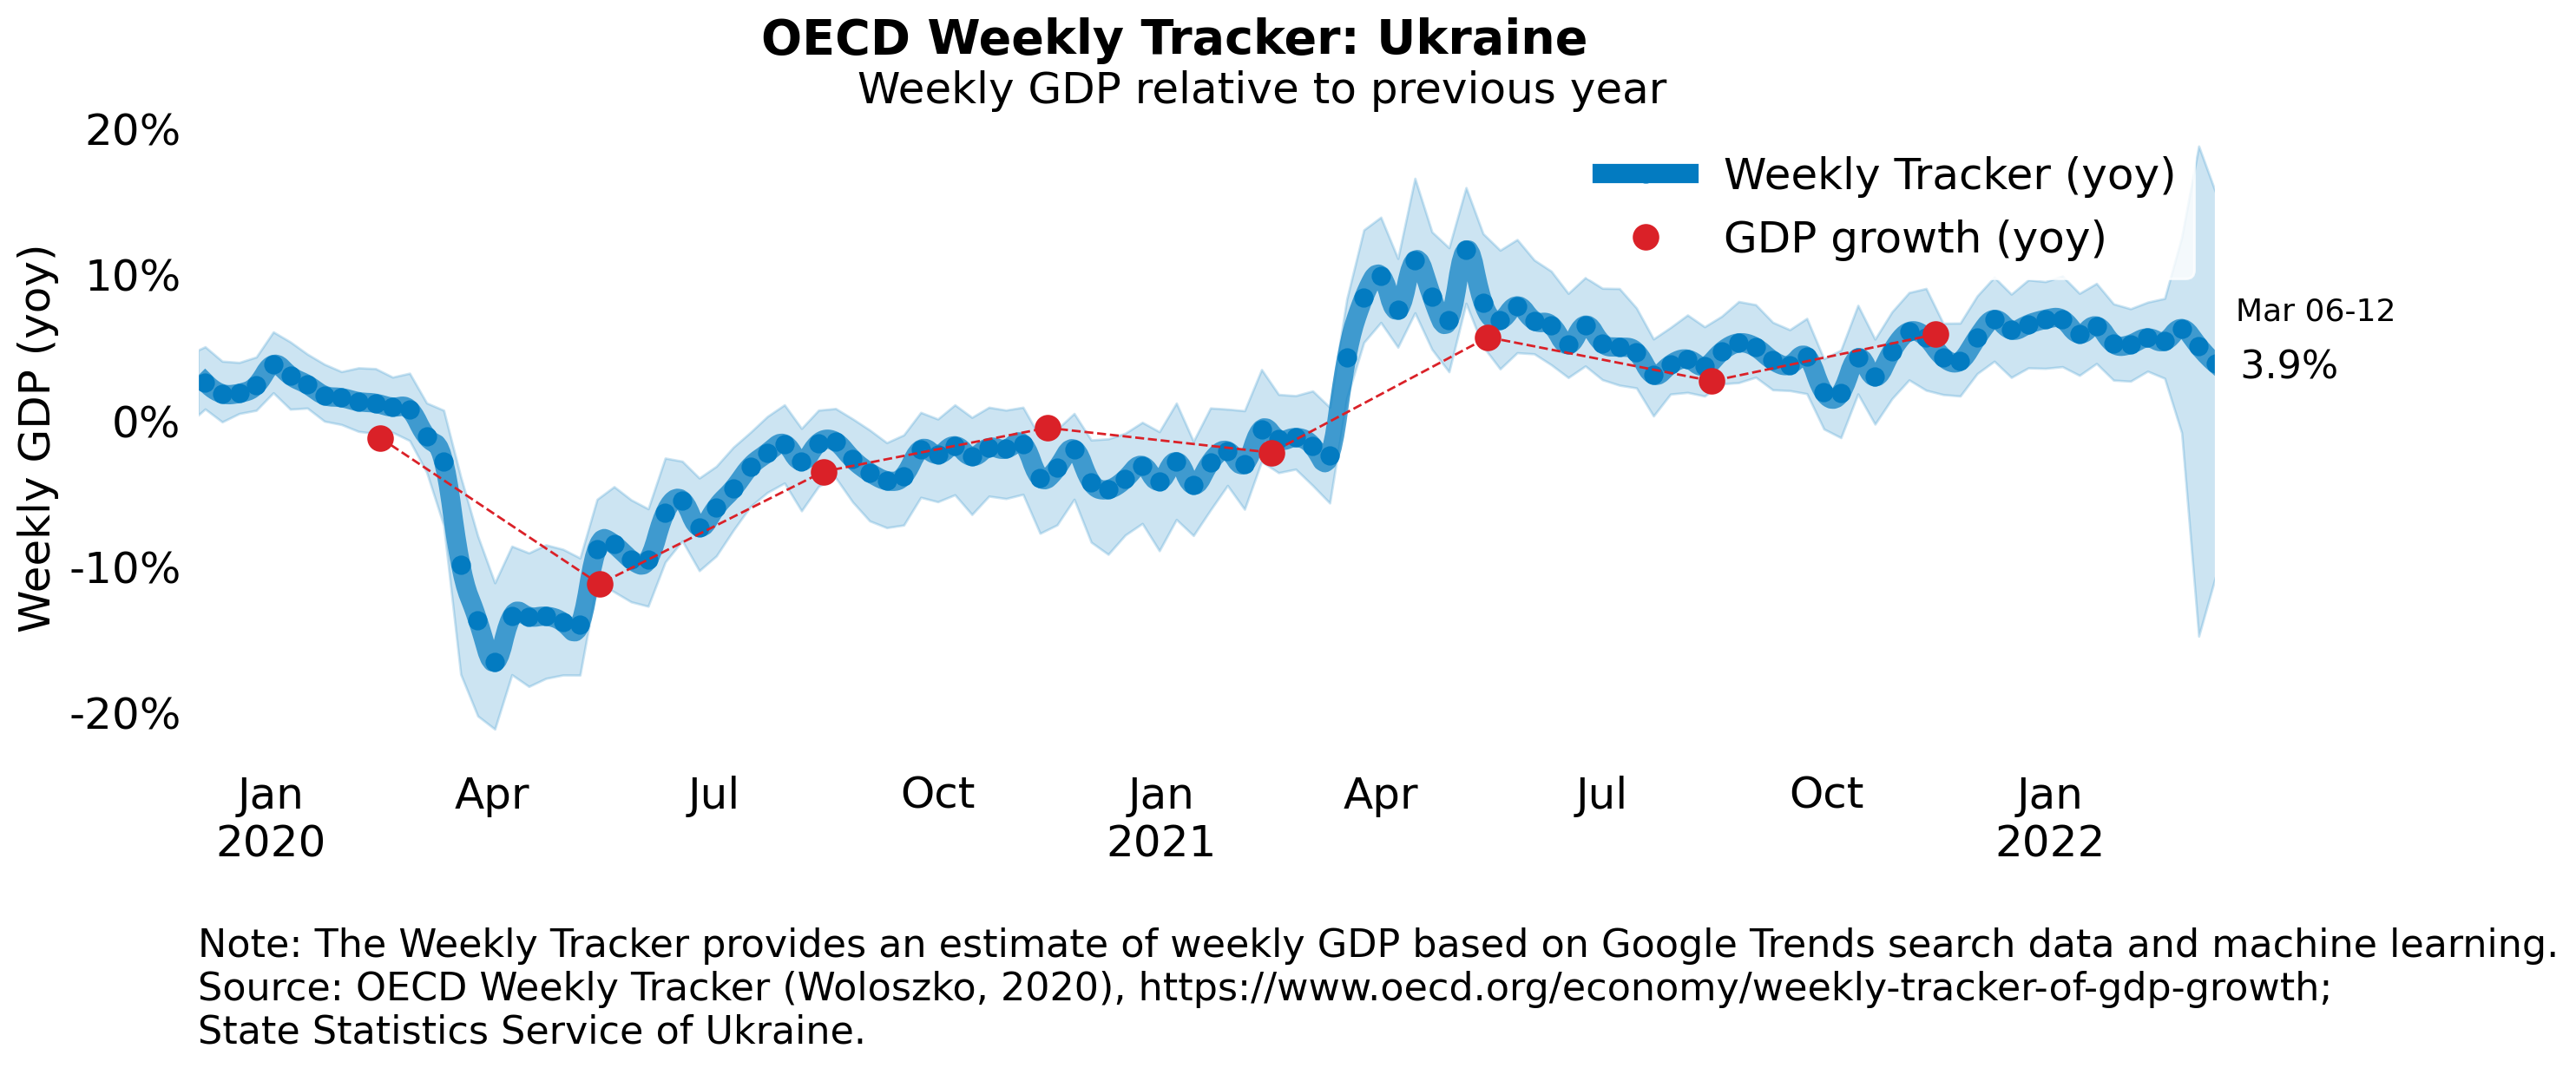 OECD Weekly Tracker: Ukraine
Weekly GDP relative to previous year
Weekly GDP (yoy)
20%
10%
0%
-10%
-20%
Weekly Tracker (yoy)
GDP growth (yoy)
Mar 06-12
3.9%
Jan Apr Jul Oct Jan Apr Jul Oct Jan
2020 2021 2022
Note: The Weekly Tracker provides an estimate of weekly GDP based on Google Trends search data and machine learning.
Source: OECD Weekly Tracker (Woloszko, 2020), https://www.oecd.org/economy/weekly-tracker-of-gdp-growth;
State Statistics Service of Ukraine.